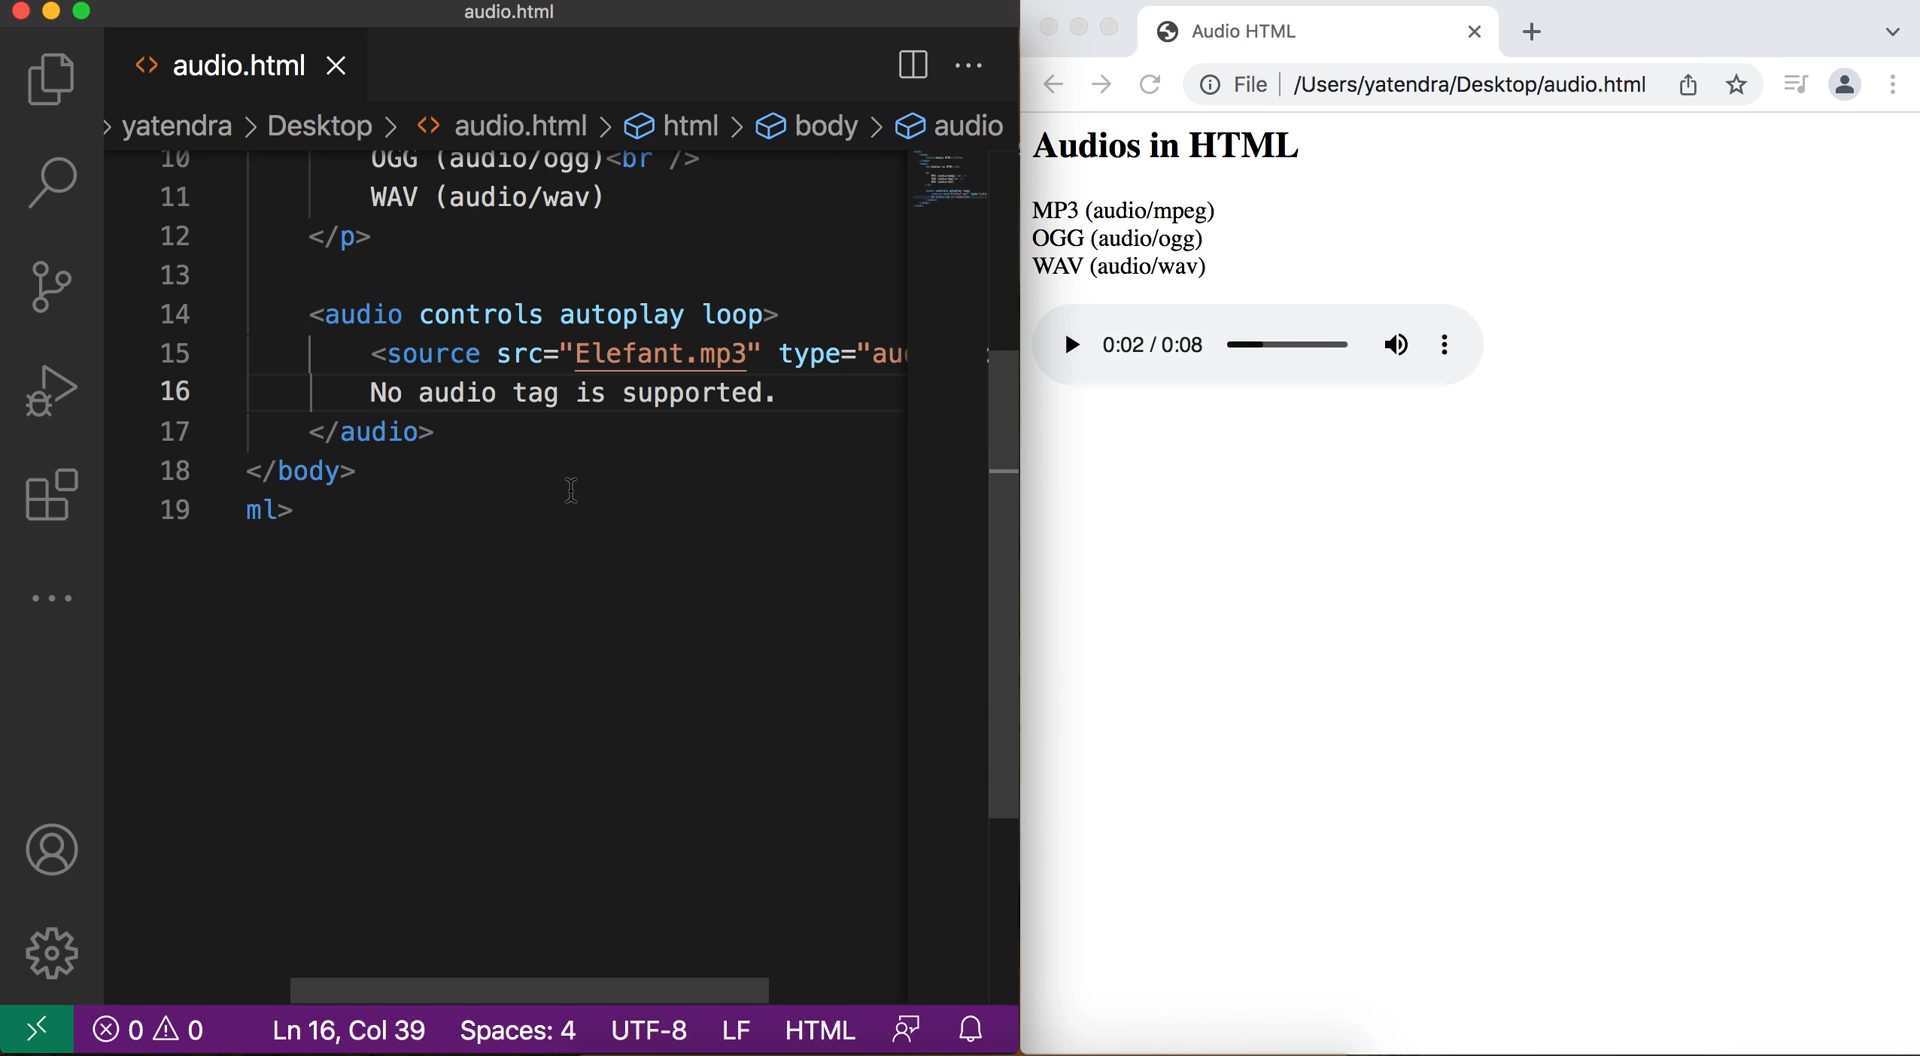 audio.html
<> audio.html
yatendra > Desktop > <> audio.html > html > body > audio
10 OGG (audio/ogg)<br />
11 WAV (audio/wav)
12 </p>
13
14 <audio controls autoplay loop>
15 <source src="Elefant.mp3" type="au
16 No audio tag is supported.
17 </audio>
18 </body>
19 ml>
0 0 Ln 16, Col 39 Spaces: 4 UTF-8 LF HTML
Audio HTML
File /Users/yatendra/Desktop/audio.html
Audios in HTML
MP3 (audio/mpeg)
OGG (audio/ogg)
WAV (audio/wav)
0:02 / 0:08